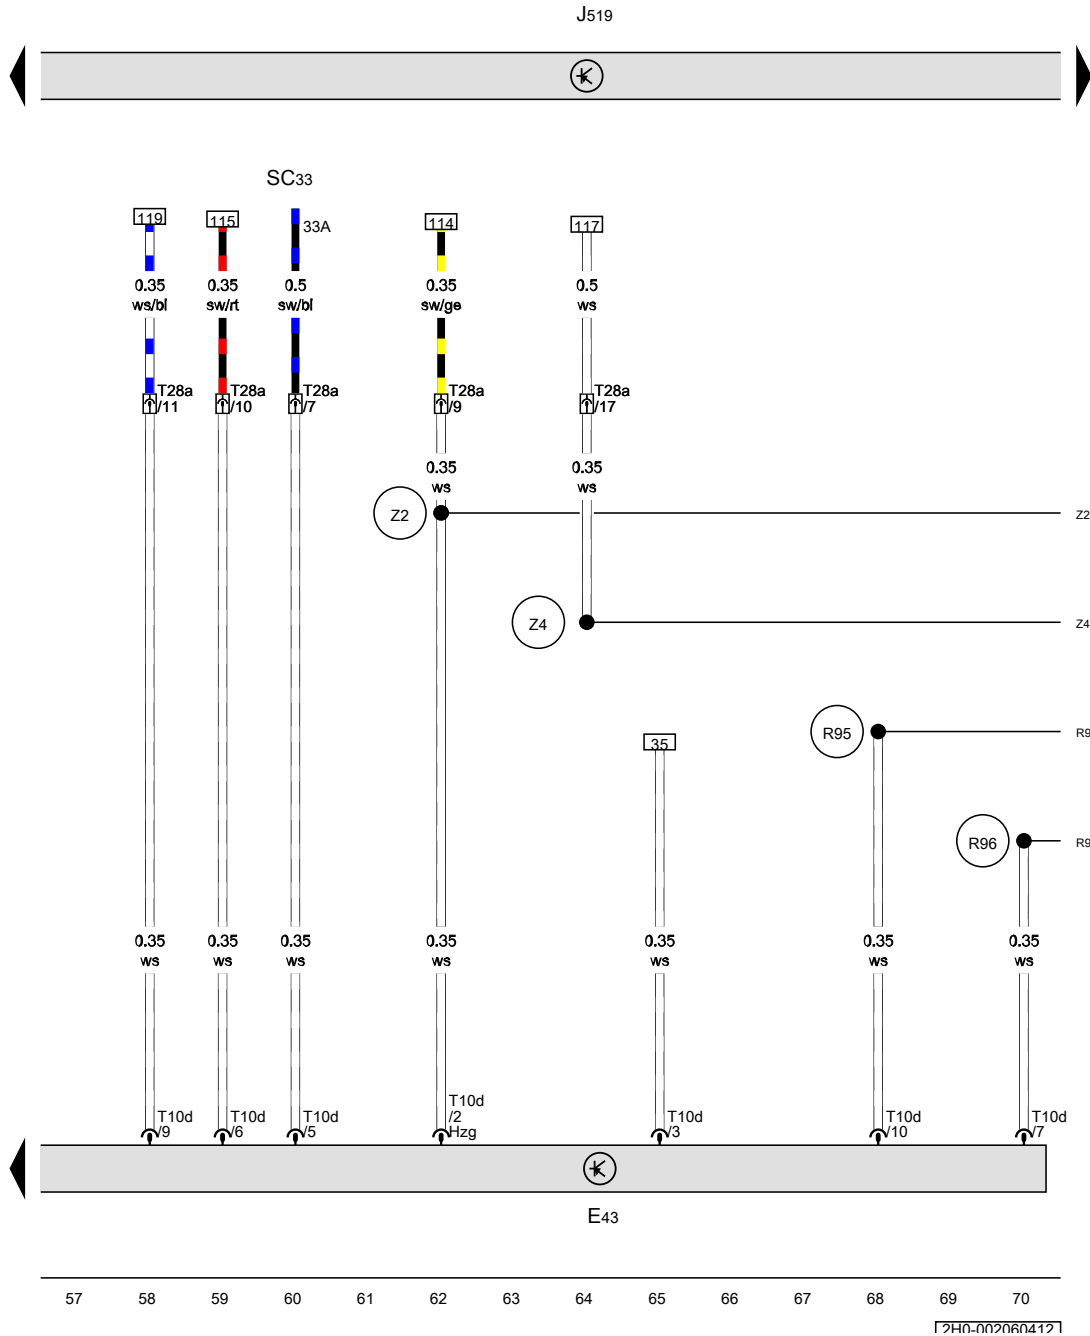 J519
SC33
119
115
33A
114
117
0.35
0.35
0.5
0.35
0.5
ws/bl
sw/rt
sw/bl
sw/ge
ws
T28a
/11
T28a
/10
T28a
/7
T28a
/9
T28a
/17
0.35
0.35
ws
ws
Z2
Z2
Z4
Z4
R95
R9
35
R96
R9
0.35
0.35
0.35
0.35
0.35
0.35
0.35
ws
ws
ws
ws
ws
ws
ws
T10d
/9
T10d
/6
T10d
/5
T10d
/2
Hzg
T10d
/3
T10d
/10
T10d
/7
E43
57
58
59
60
61
62
63
64
65
66
67
68
69
70
2H0-002060412